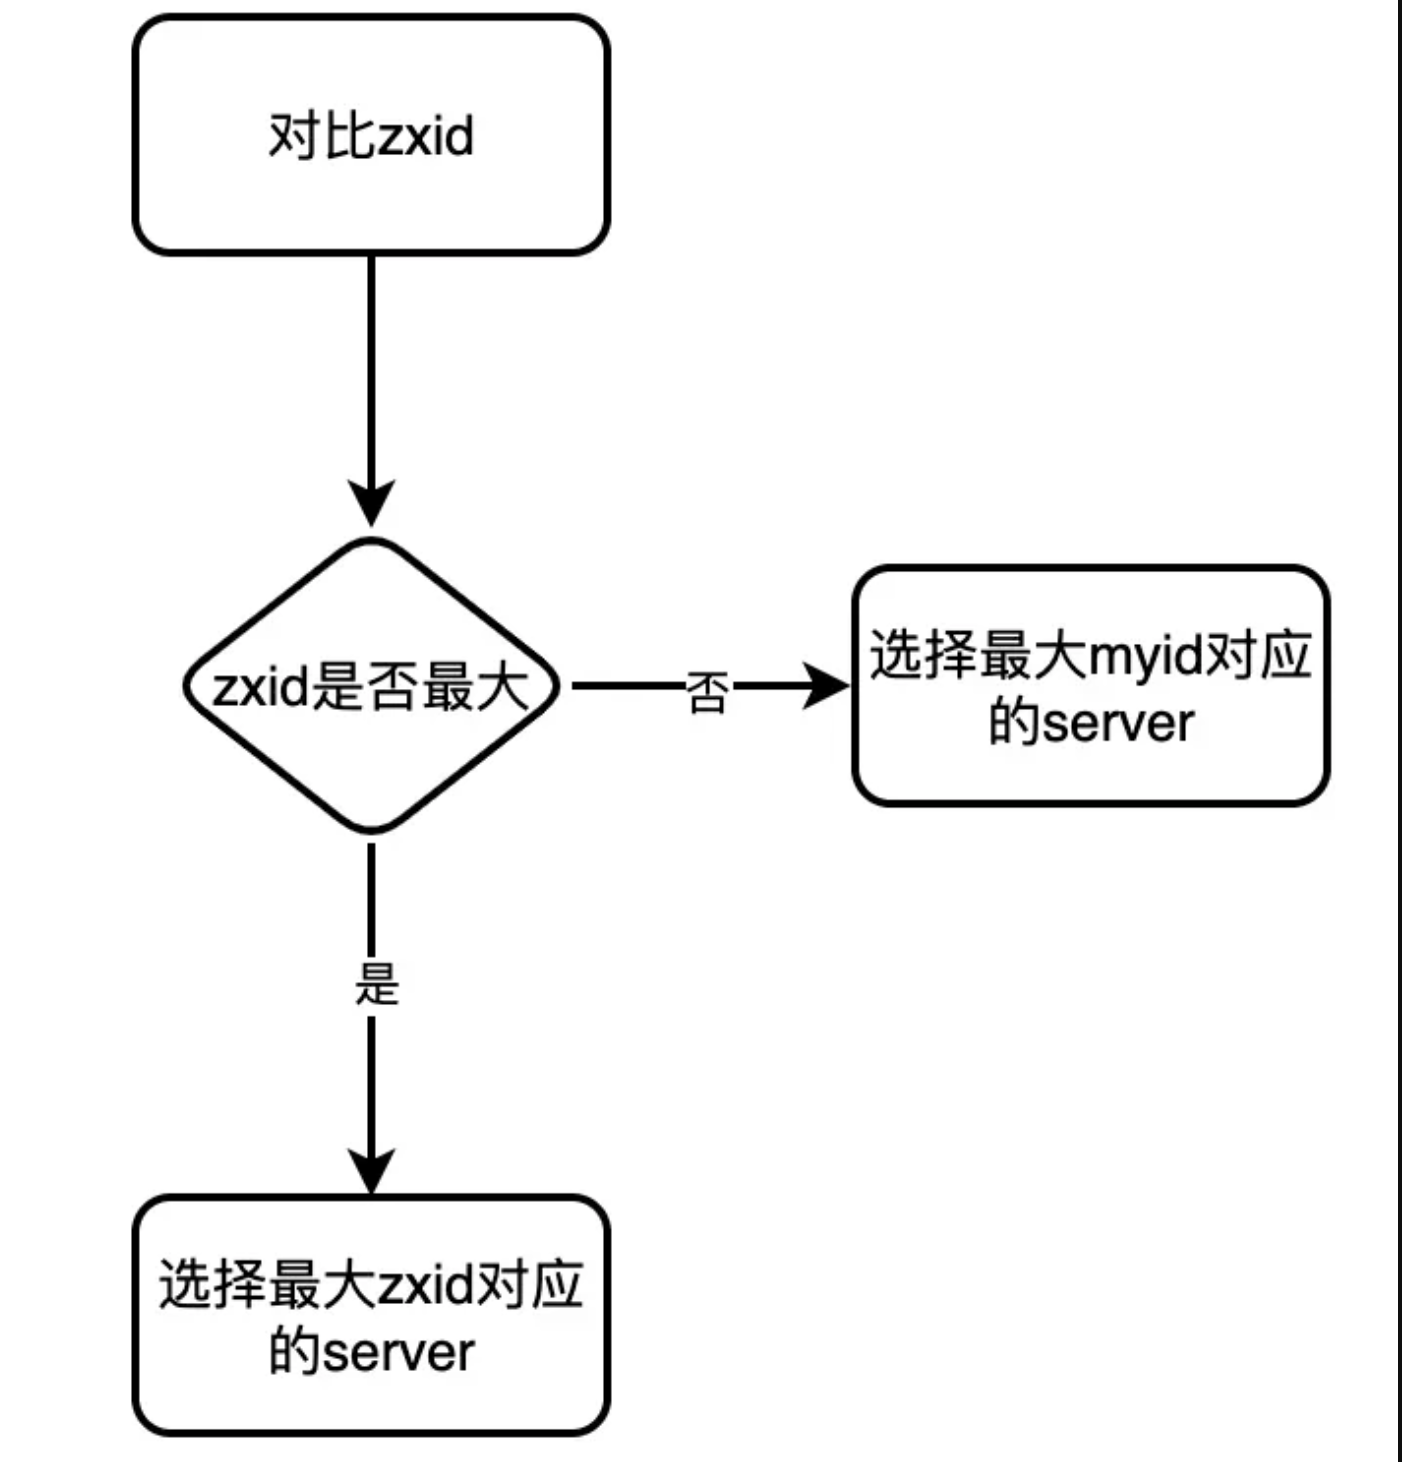 对比zxid
zxid是否最大
否
选择最大myid对应
的server
是
选择最大zxid对应
的server